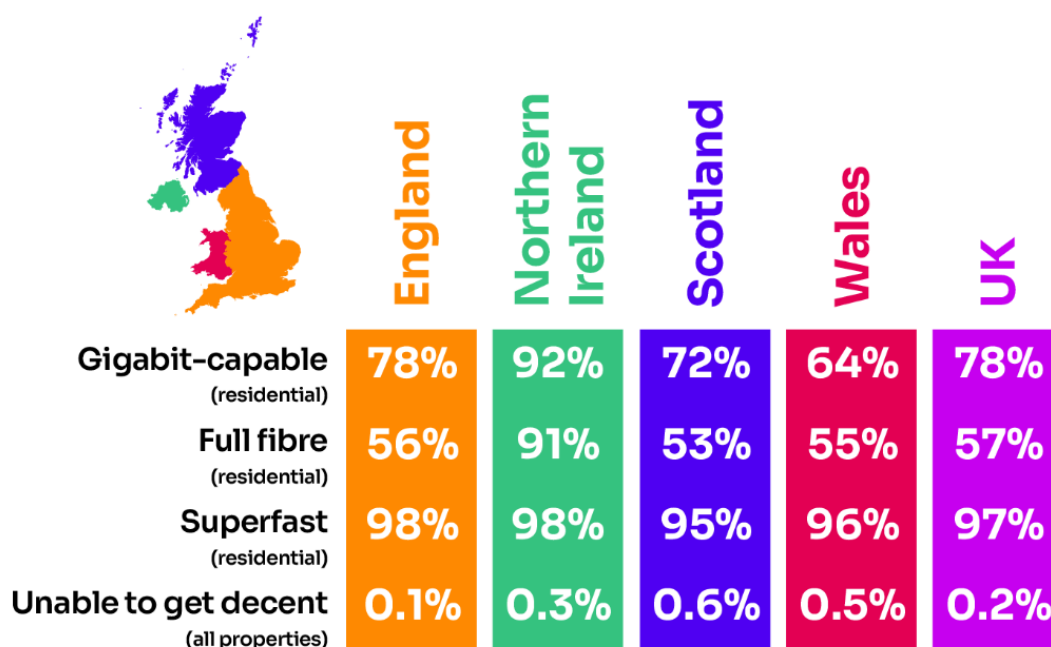 England
Northern
Ireland
Scotland
Wales
UK
Gigabit-capable 78% 92% 72% 64% 78%
(residential)
Full fibre 56% 91% 53% 55% 57%
(residential)
Superfast 98% 98% 95% 96% 97%
(residential)
Unable to get decent 0.1% 0.3% 0.6% 0.5% 0.2%
(all properties)